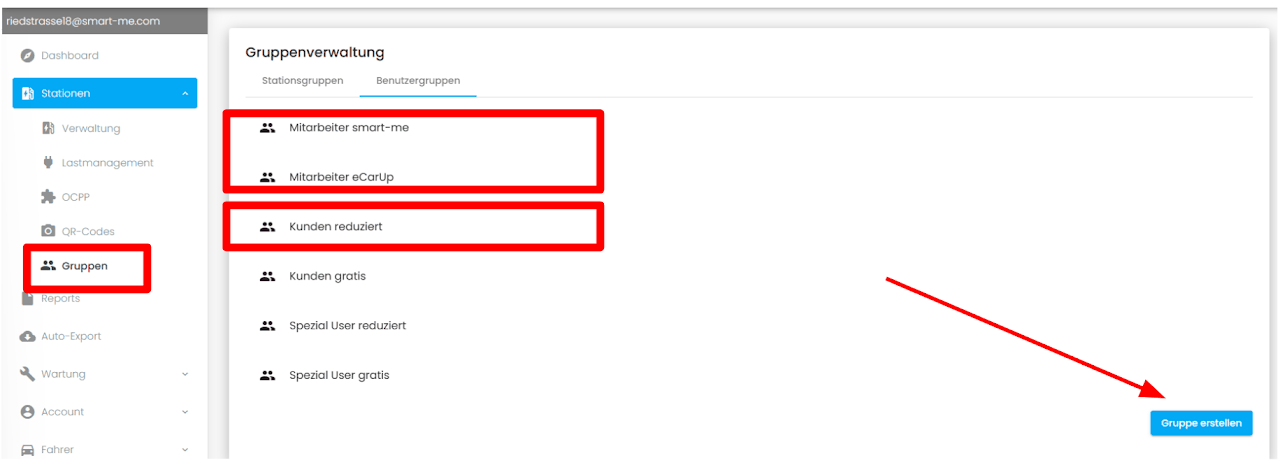 riedstrasse18@smart-me.com
Dashboard
Stationen
Verwaltung
Lastmanagement
OCPP
QR-Codes
Gruppen
Reports
Auto-Export
Wartung
Account
Fahrer
Gruppenverwaltung
Stationsgruppen
Benutzergruppen
Mitarbeiter smart-me
Mitarbeiter eCarUp
Kunden reduziert
Kunden gratis
Spezial User reduziert
Spezial User gratis
Gruppe erstellen